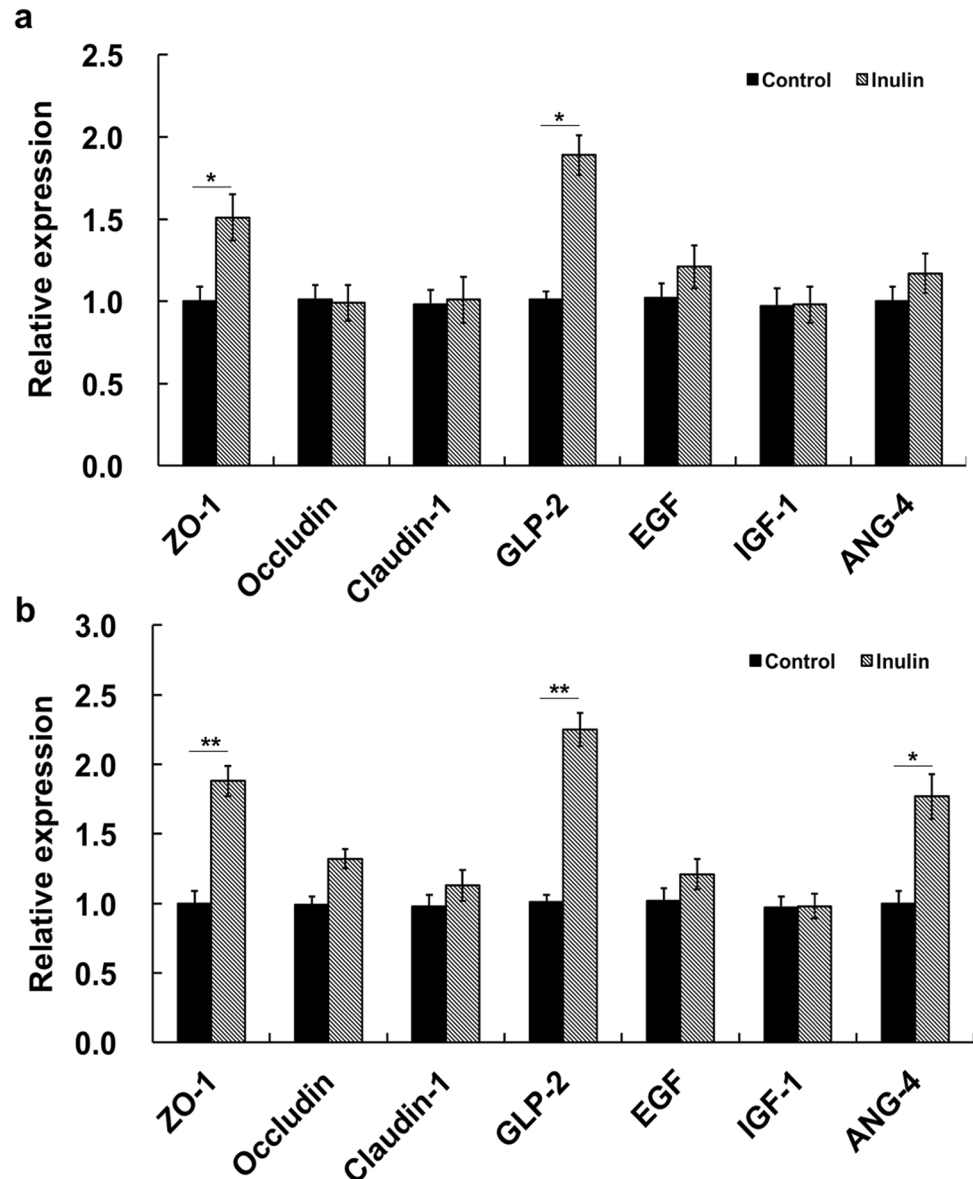 a
2.5
2.0
1.5
1.0
0.5
0.0
Relative expression
Control Inulin
*
*
ZO-1 Occludin Claudin-1 GLP-2 EGF IGF-1 ANG-4
b
3.0
2.5
2.0
1.5
1.0
0.5
0.0
Relative expression
Control Inulin
**
**
*
ZO-1 Occludin Claudin-1 GLP-2 EGF IGF-1 ANG-4